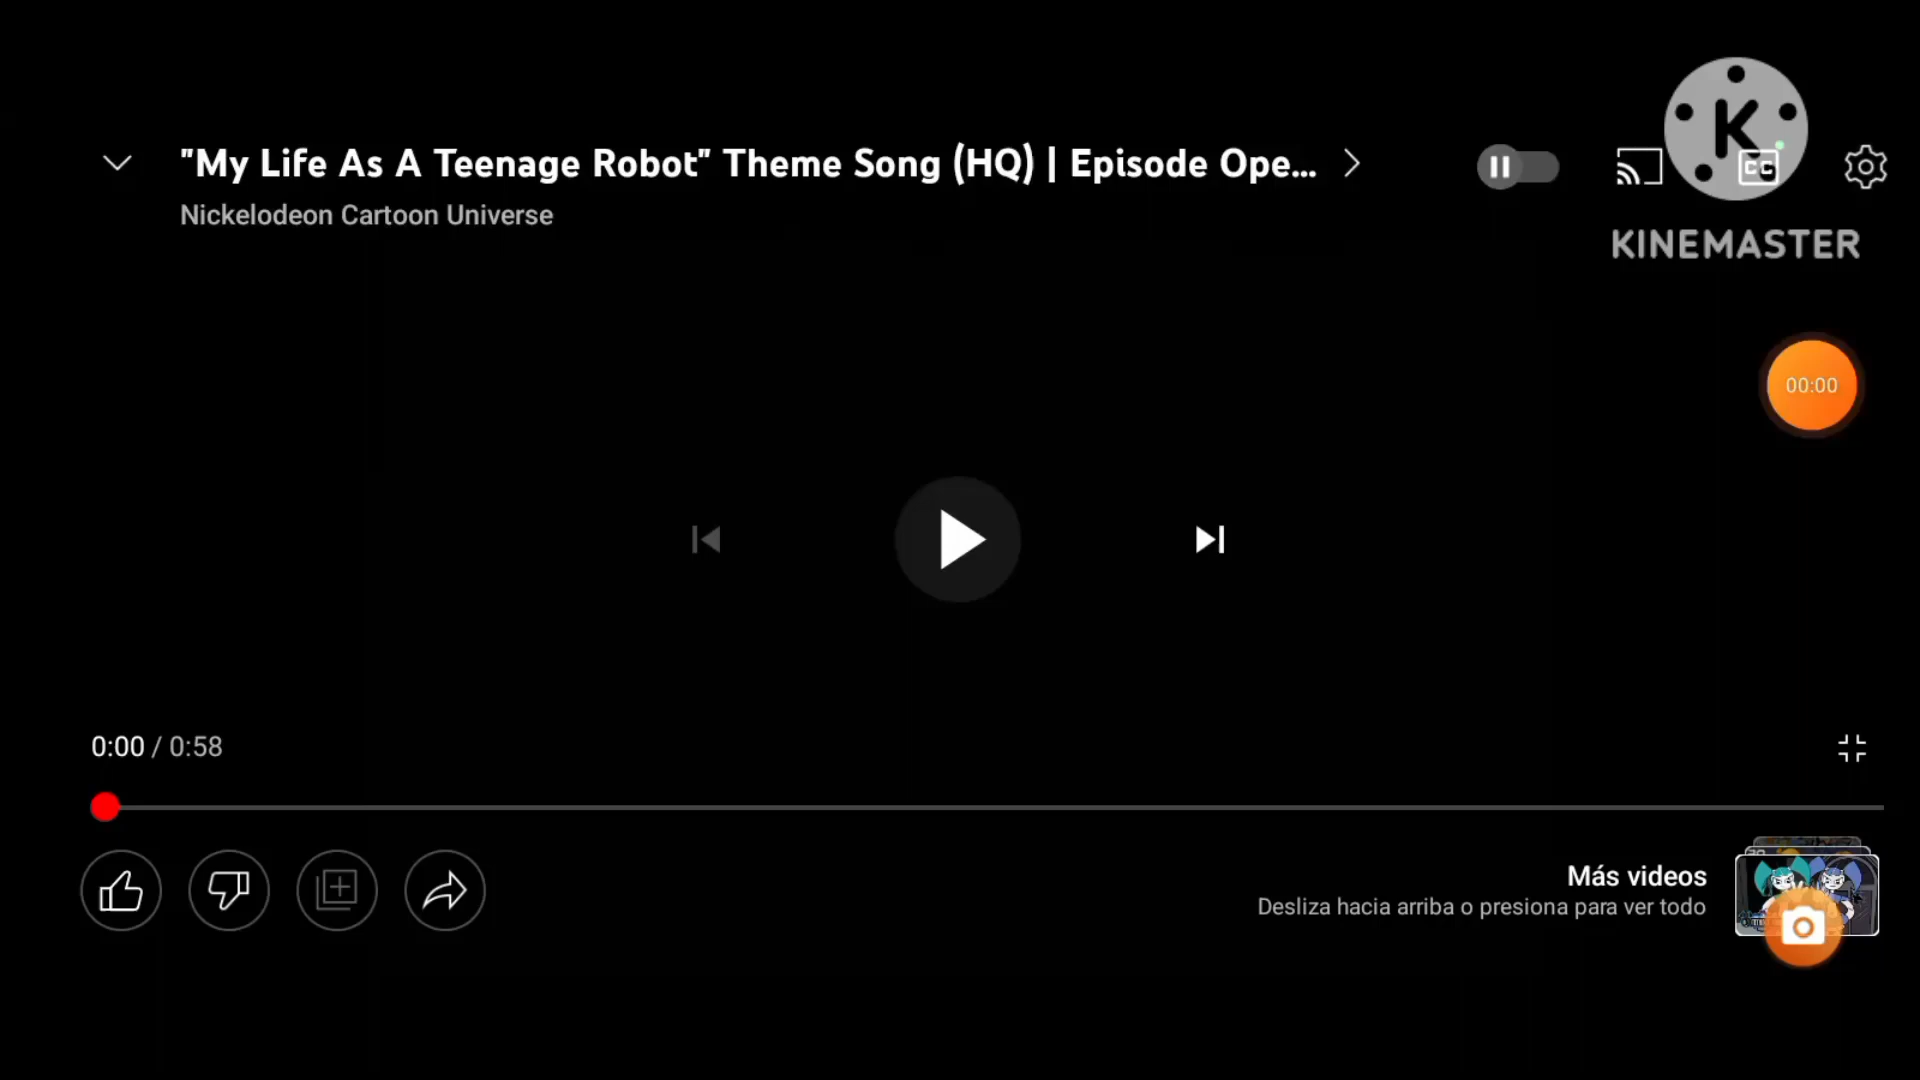 "My Life As A Teenage Robot" Theme Song (HQ) | Episode Ope...
Nickelodeon Cartoon Universe
K
CC
KINEMASTER
00:00
0:00 / 0:58
Más videos
Desliza hacia arriba o presiona para ver todo